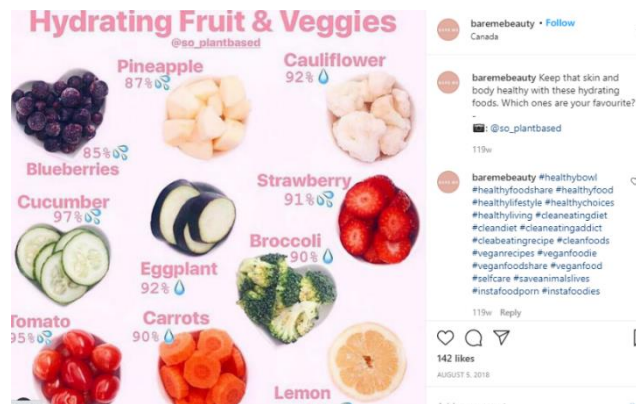 Hydrating Fruit & Veggies
@so_plantbased
Pineapple
87%
Cauliflower
92%
85%
Blueberries
Cucumber
97%
Strawberry
91%
Eggplant
92%
Broccoli
90%
Tomato
95%
Carrots
90%
Lemon
baremebeauty • Follow
Canada
baremebeauty Keep that skin and
body healthy with these hydrating
foods. Which ones are your favourite?
-
📷: @so_plantbased
119w
baremebeauty #healthybowl
#healthyfoodshare #healthyfood
#healthylifestyle #healthychoices
#healthyliving #cleaneatingdiet
#cleandiet #cleaneatingaddict
#cleabeatingrecipe #cleanfoods
#veganrecipes #veganfoodie
#veganfoodshare #veganfood
#selfcare #saveanimalslives
#instafoodporn #instafoodies
119w Reply
142 likes
AUGUST 5, 2018